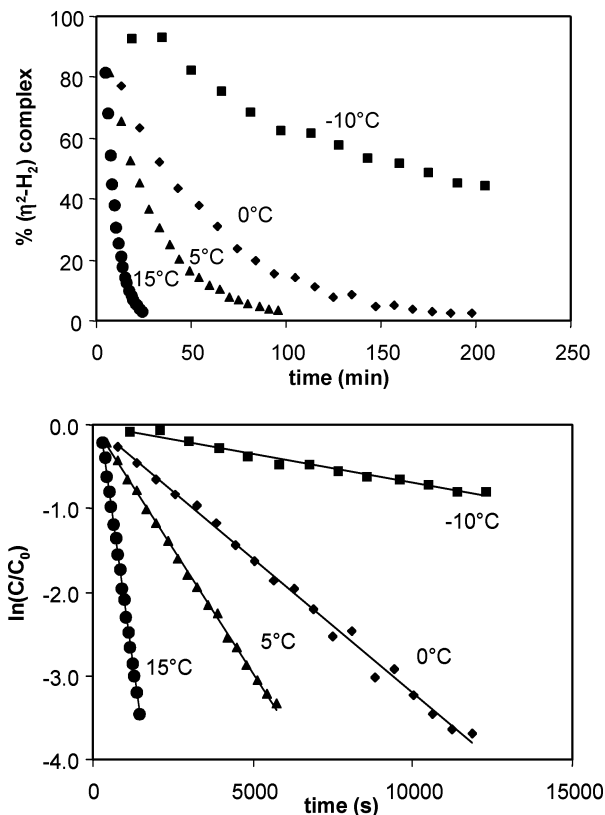 100
80
60
40
20
0
% (η²-H₂) complex
-10°C
0°C
5°C
15°C
0 50 100 150 200 250
time (min)
0.0
-1.0
-2.0
-3.0
-4.0
ln(C/C₀)
-10°C
0°C
5°C
15°C
0 5000 10000 15000
time (s)